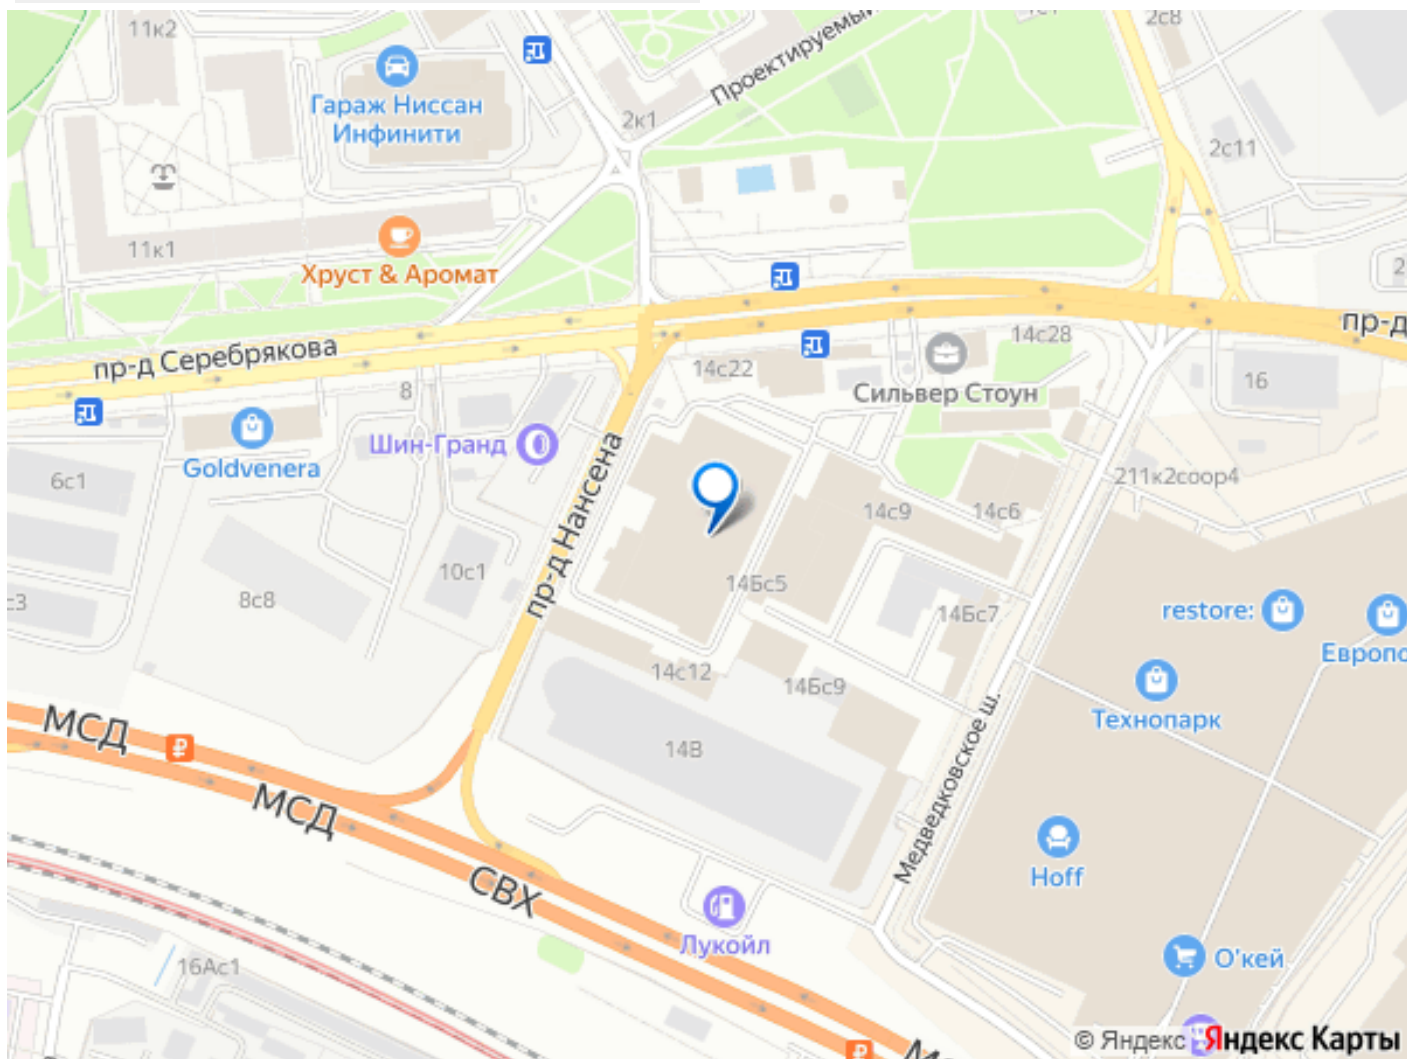 11к2
2с8
Проектируемый
Гараж Ниссан
Инфинити
2к1
2с11
11к1
Хруст & Аромат
пр-д Серебрякова
14с28
пр-д
14с22
Сильвер Стоун
16
8
Шин-Гранд
Goldvenera
пр-д Нансена
6с1
211к2соор4
14с9
14с6
10с1
14Бс5
8с8
14Бс7
restore:
14с12
14Бс9
Технопарк
МСД
14В
МСД
Медведковское ш.
СВХ
Hoff
Лукойл
О'кей
16Ас1
© Яндекс Яндекс Карты